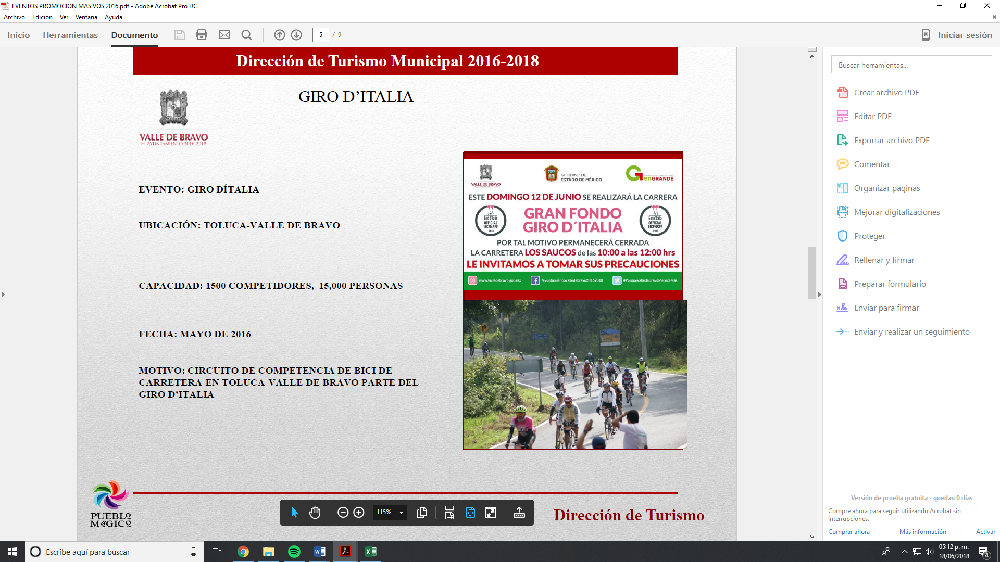 EVENTOS PROMOCION MASIVOS 2016.pdf - Adobe Acrobat Pro DC
Archivo Edición Ver Ventana Ayuda
Inicio Herramientas Documento 5 / 9 Iniciar sesión
Dirección de Turismo Municipal 2016-2018
GIRO D’ITALIA
VALLE DE BRAVO
H. AYUNTAMIENTO 2016-2018
EVENTO: GIRO DÍTALIA
UBICACIÓN: TOLUCA-VALLE DE BRAVO
CAPACIDAD: 1500 COMPETIDORES, 15,000 PERSONAS
FECHA: MAYO DE 2016
MOTIVO: CIRCUITO DE COMPETENCIA DE BICI DE
CARRETERA EN TOLUCA-VALLE DE BRAVO PARTE DEL
GIRO D’ITALIA
VALLE DE BRAVO
GOBIERNO DEL
ESTADO DE MÉXICO
enGRANDE
ESTE DOMINGO 12 DE JUNIO SE REALIZARÁ LA CARRERA
Giro d'Italia
OFFICIAL
LICENSEE
2016
GRAN FONDO
GIRO D´ITALIA
Giro d'Italia
OFFICIAL
LICENSEE
2016
POR TAL MOTIVO PERMANECERÁ CERRADA
LA CARRETERA LOS SAUCOS de las 10:00 a las 12:00 hrs
LE INVITAMOS A TOMAR SUS PRECAUCIONES
www.valledebravo.gob.mx /ayuntamientovalledebravo20162018 #PorqueValledeBravoMereceMás
PUEBLO
MÁGICO
Dirección de Turismo
115%
Buscar herramientas...
Crear archivo PDF
Editar PDF
Exportar archivo PDF
Comentar
Organizar páginas
Mejorar digitalizaciones
Proteger
Rellenar y firmar
Preparar formulario
Enviar para firmar
Enviar y realizar un seguimiento
Versión de prueba gratuita - quedan 0 días
Compre ahora para seguir utilizando Acrobat sin
interrupciones.
Comprar ahora Más información Activar
Escribe aquí para buscar
05:12 p. m.
18/06/2018
4